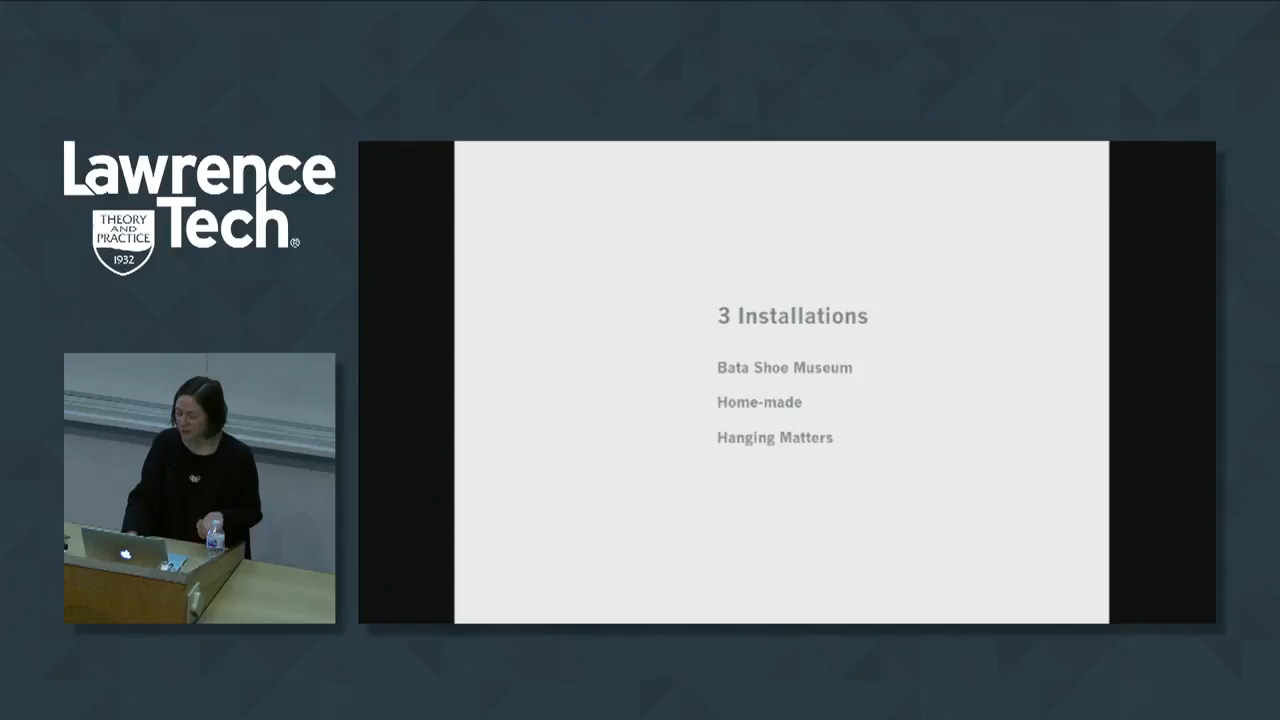 Lawrence
Tech®
THEORY
AND
PRACTICE
1932
3 Installations
Bata Shoe Museum
Home-made
Hanging Matters